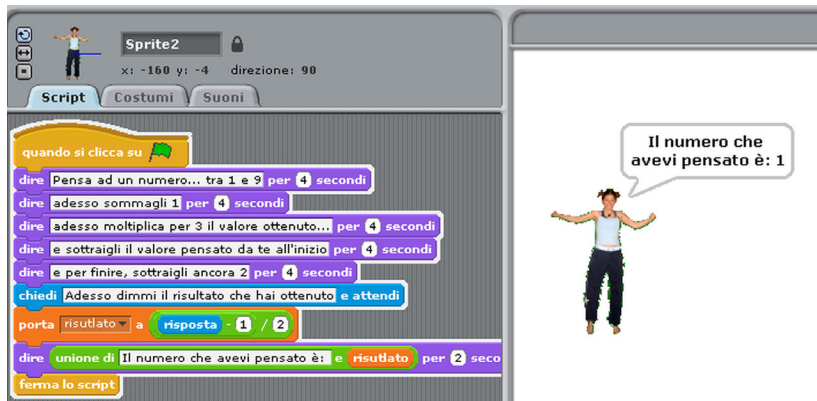 Sprite2
x: -160 y: -4 direzione: 90
Script Costumi Suoni
quando si clicca su
dire Pensa ad un numero... tra 1 e 9 per 4 secondi
dire adesso sommagli 1 per 4 secondi
dire adesso moltiplica per 3 il valore ottenuto... per 4 secondi
dire e sottraigli il valore pensato da te all'inizio per 4 secondi
dire e per finire, sottraigli ancora 2 per 4 secondi
chiedi Adesso dimmi il risultato che hai ottenuto e attendi
porta risutlato a risposta - 1 / 2
dire unione di Il numero che avevi pensato è: e risutlato per 2 seco
ferma lo script
Il numero che
avevi pensato è: 1